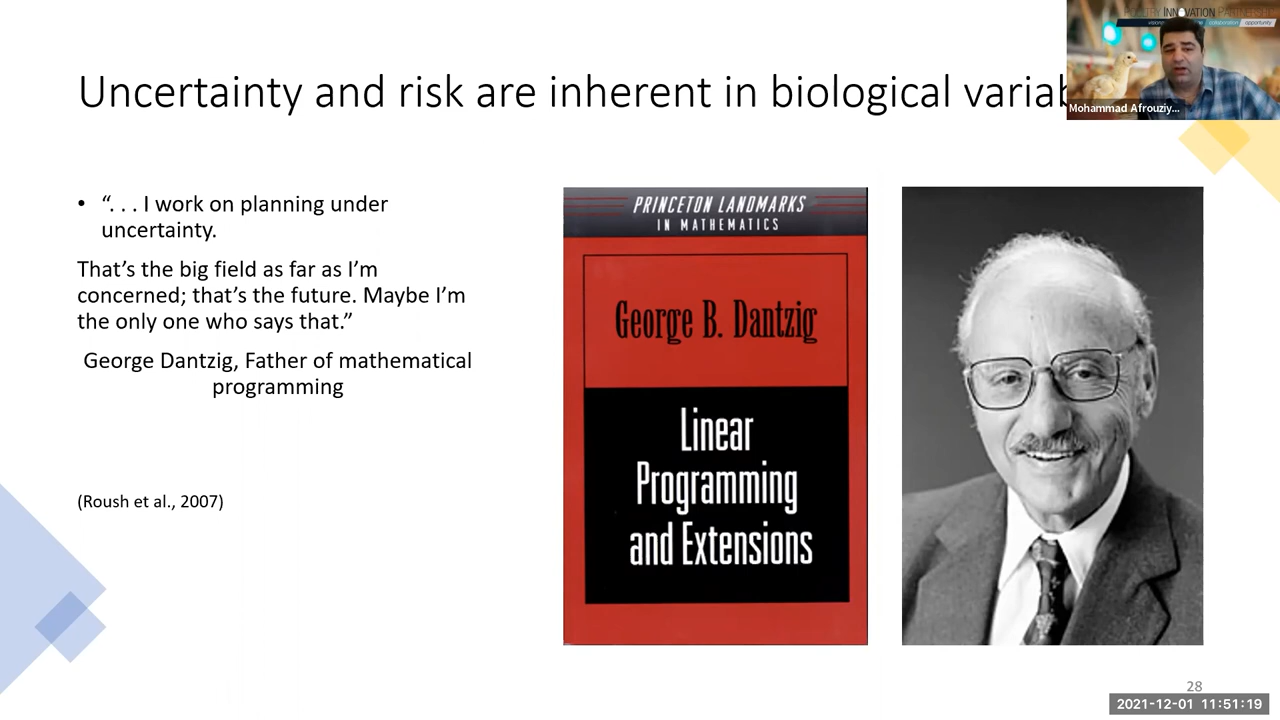 INNOVATION
collaboration
opportunity
Mohammad Afrouziy...
Uncertainty and risk are inherent in biological
• “. . . I work on planning under
uncertainty.
That’s the big field as far as I’m
concerned; that’s the future. Maybe I’m
the only one who says that.”
George Dantzig, Father of mathematical
programming
(Roush et al., 2007)
PRINCETON LANDMARKS
IN MATHEMATICS
George B. Dantzig
Linear
Programming
and Extensions
28
2021-12-01 11:51:19